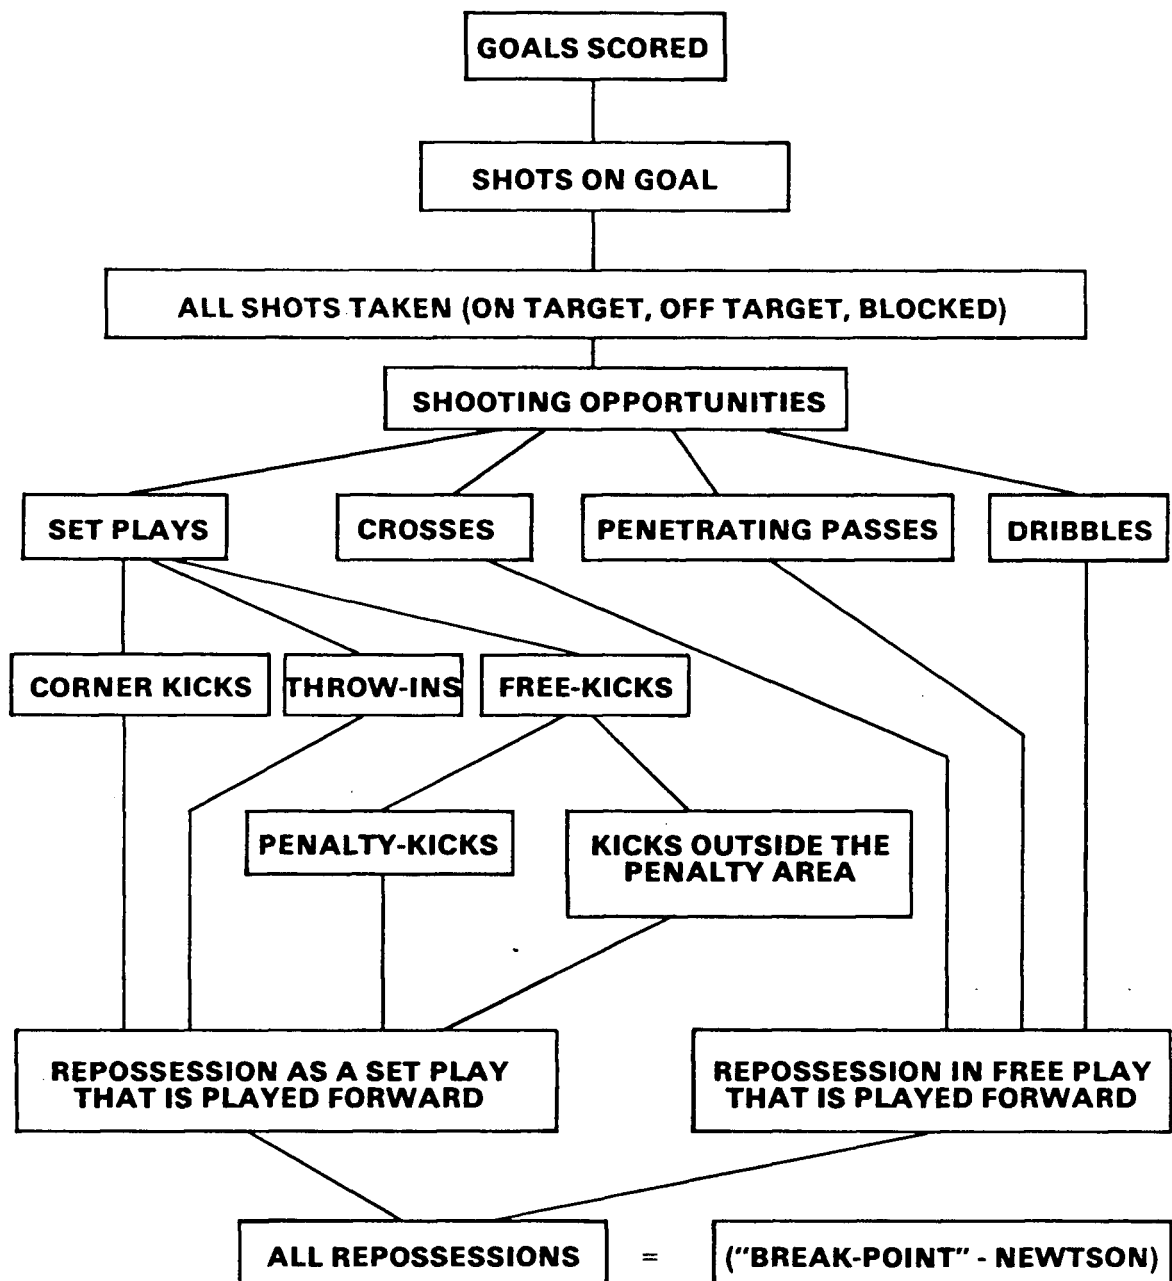 GOALS SCORED
SHOTS ON GOAL
ALL SHOTS TAKEN (ON TARGET, OFF TARGET, BLOCKED)
SHOOTING OPPORTUNITIES
SET PLAYS
CROSSES
PENETRATING PASSES
DRIBBLES
CORNER KICKS
THROW-INS
FREE-KICKS
PENALTY-KICKS
KICKS OUTSIDE THE
PENALTY AREA
REPOSSESSION AS A SET PLAY
THAT IS PLAYED FORWARD
REPOSSESSION IN FREE PLAY
THAT IS PLAYED FORWARD
ALL REPOSSESSIONS = ("BREAK-POINT" - NEWTSON)